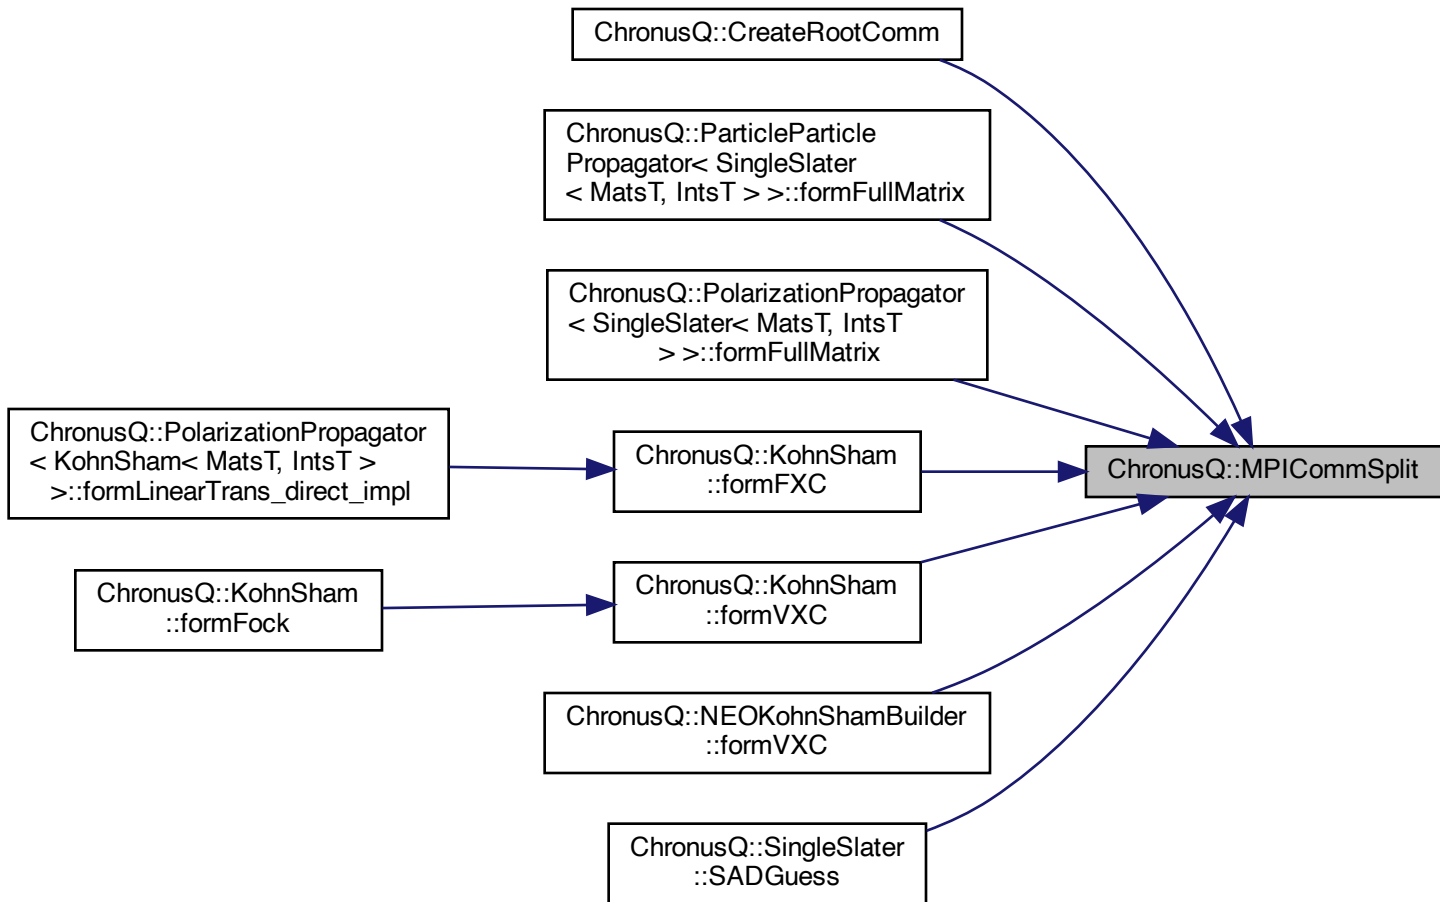 ChronusQ::CreateRootComm
ChronusQ::ParticleParticle
Propagator< SingleSlater
< MatsT, IntsT > >::formFullMatrix
ChronusQ::PolarizationPropagator
< SingleSlater< MatsT, IntsT
> >::formFullMatrix
ChronusQ::PolarizationPropagator
< KohnSham< MatsT, IntsT >
>::formLinearTrans_direct_impl
ChronusQ::KohnSham
::formFXC
ChronusQ::MPICommSplit
ChronusQ::KohnSham
::formFock
ChronusQ::KohnSham
::formVXC
ChronusQ::NEOKohnShamBuilder
::formVXC
ChronusQ::SingleSlater
::SADGuess